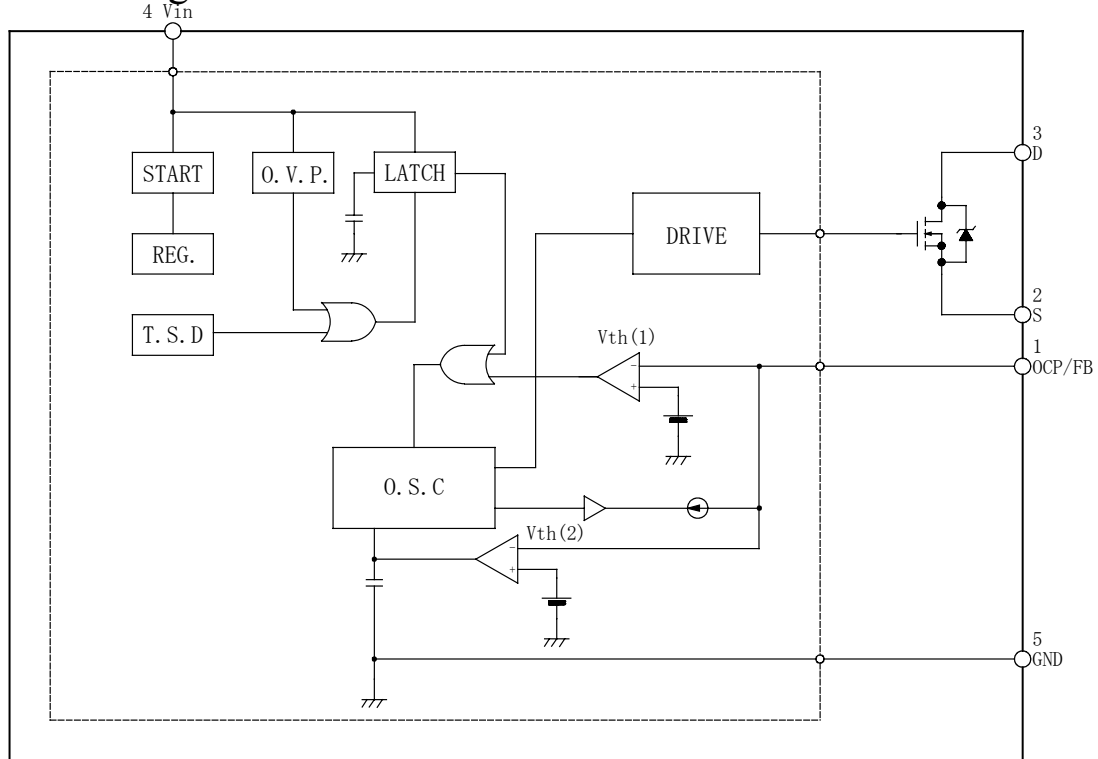 4 Vin
3
D
START
O.V.P.
LATCH
DRIVE
REG.
2
S
T.S.D
1
OCP/FB
Vth(1)
-
+
O.S.C
Vth(2)
-
+
5
GND